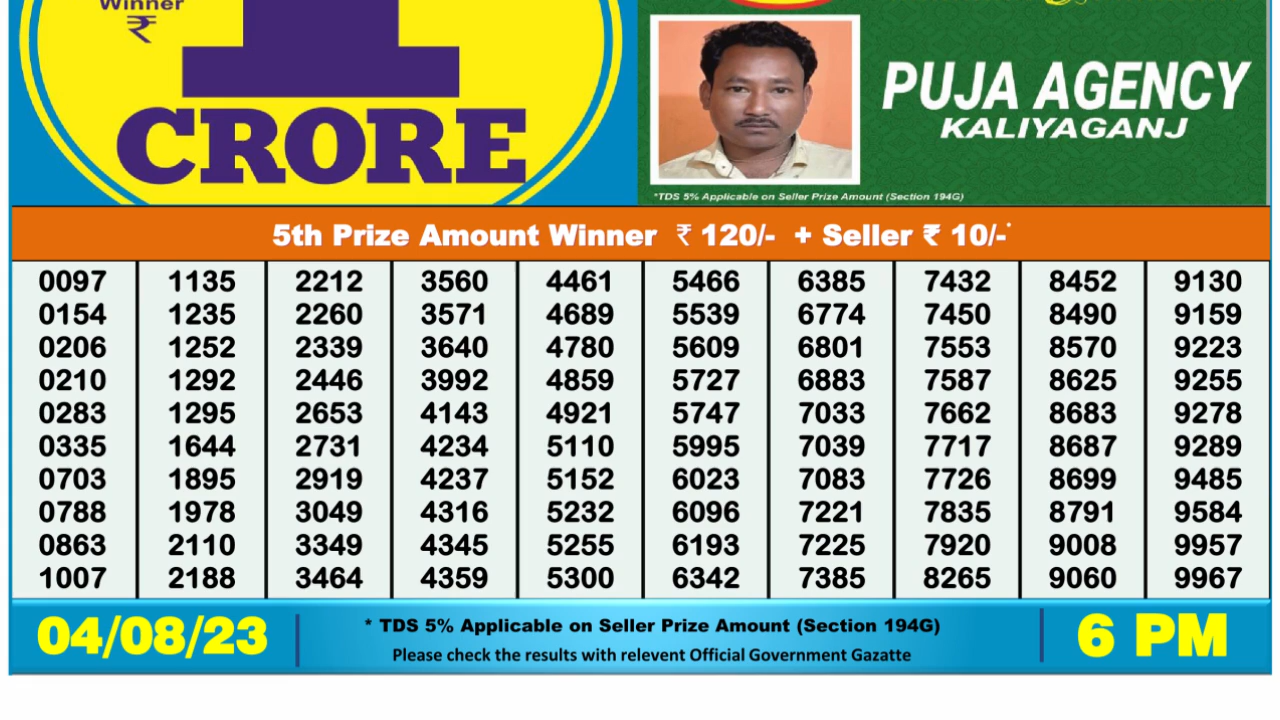 Winner
₹
1
CRORE
PUJA AGENCY
KALIYAGANJ
*TDS 5% Applicable on Seller Prize Amount (Section 194G)
5th Prize Amount Winner ₹ 120/- + Seller ₹ 10/-*
0097 1135 2212 3560 4461 5466 6385 7432 8452 9130
0154 1235 2260 3571 4689 5539 6774 7450 8490 9159
0206 1252 2339 3640 4780 5609 6801 7553 8570 9223
0210 1292 2446 3992 4859 5727 6883 7587 8625 9255
0283 1295 2653 4143 4921 5747 7033 7662 8683 9278
0335 1644 2731 4234 5110 5995 7039 7717 8687 9289
0703 1895 2919 4237 5152 6023 7083 7726 8699 9485
0788 1978 3049 4316 5232 6096 7221 7835 8791 9584
0863 2110 3349 4345 5255 6193 7225 7920 9008 9957
1007 2188 3464 4359 5300 6342 7385 8265 9060 9967
04/08/23
* TDS 5% Applicable on Seller Prize Amount (Section 194G)
Please check the results with relevent Official Government Gazatte
6 PM